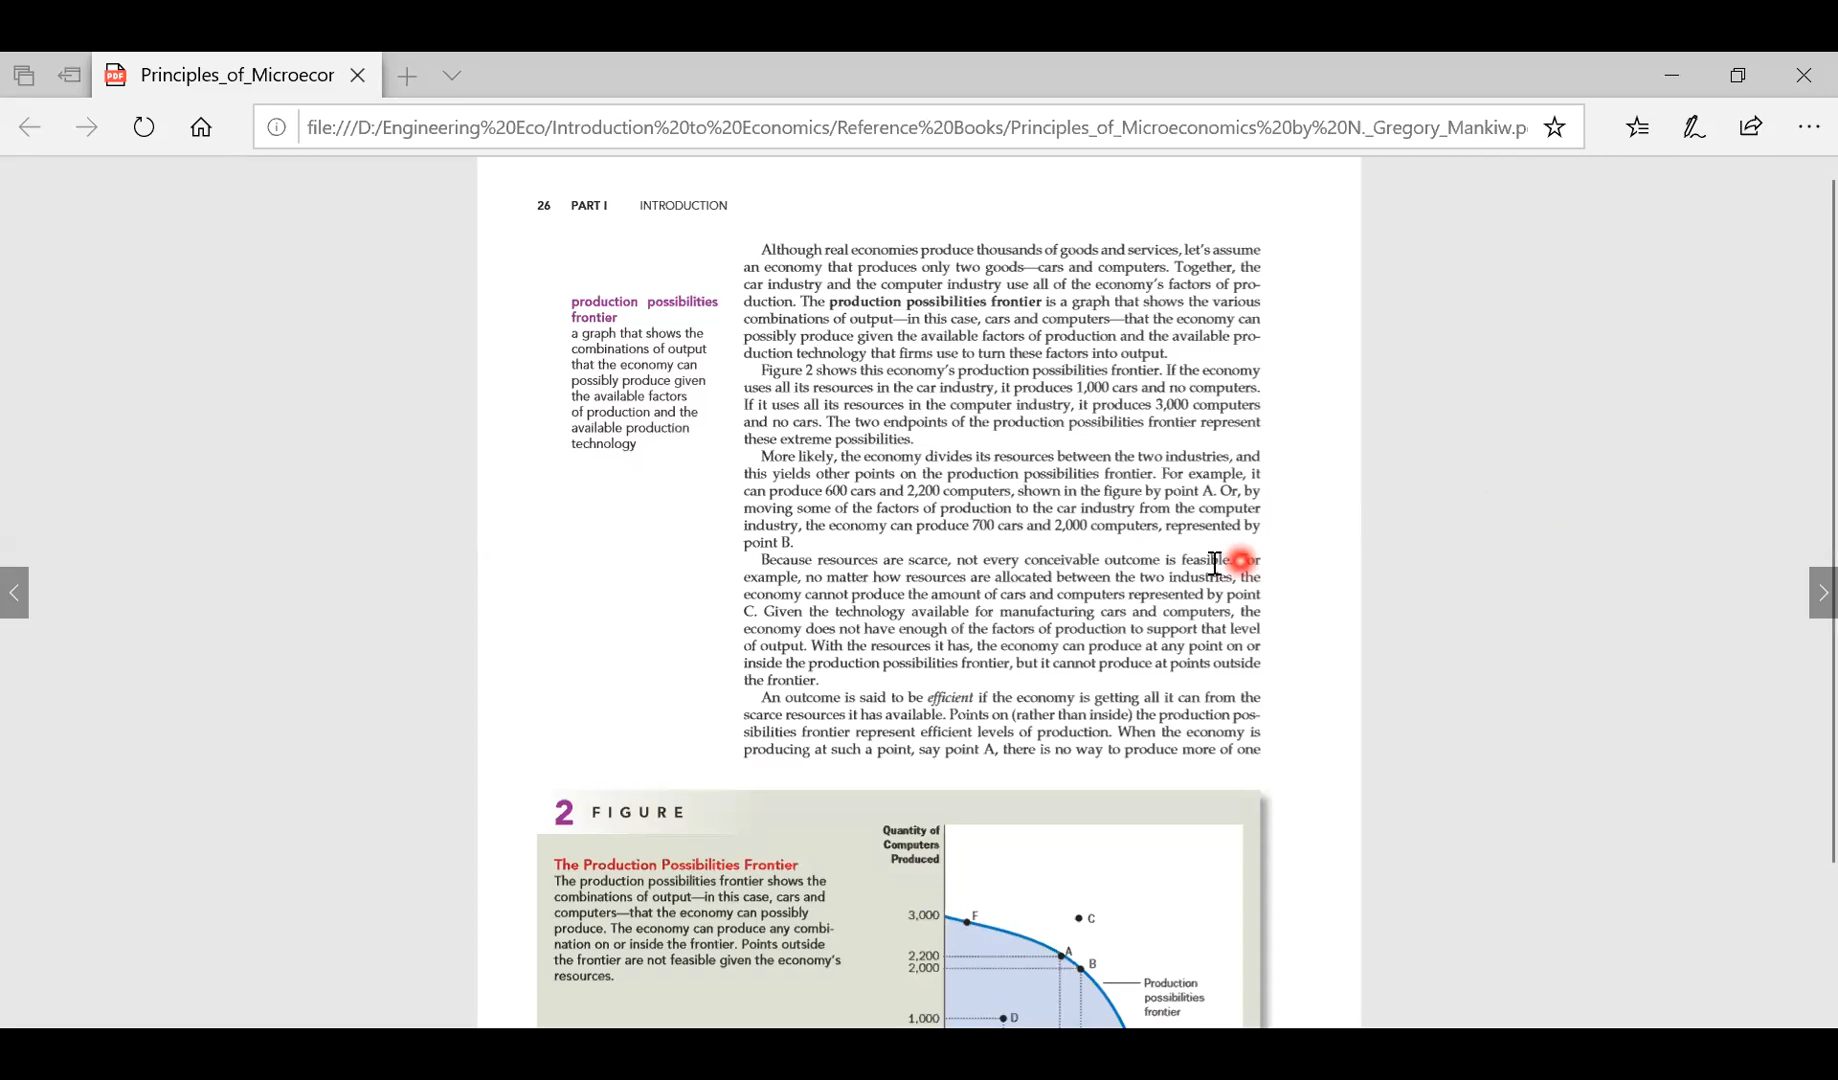 Principles_of_Microecor
file:///D:/Engineering%20Eco/Introduction%20to%20Economics/Reference%20Books/Principles_of_Microeconomics%20by%20N._Gregory_Mankiw.p
26 PART I INTRODUCTION
Although real economies produce thousands of goods and services, let's assume
an economy that produces only two goods—cars and computers. Together, the
car industry and the computer industry use all of the economy's factors of pro-
duction. The production possibilities frontier is a graph that shows the various
combinations of output—in this case, cars and computers—that the economy can
possibly produce given the available factors of production and the available pro-
duction technology that firms use to turn these factors into output.
production possibilities
frontier
a graph that shows the
combinations of output
that the economy can
possibly produce given
the available factors
of production and the
available production
technology
Figure 2 shows this economy's production possibilities frontier. If the economy
uses all its resources in the car industry, it produces 1,000 cars and no computers.
If it uses all its resources in the computer industry, it produces 3,000 computers
and no cars. The two endpoints of the production possibilities frontier represent
these extreme possibilities.
More likely, the economy divides its resources between the two industries, and
this yields other points on the production possibilities frontier. For example, it
can produce 600 cars and 2,200 computers, shown in the figure by point A. Or, by
moving some of the factors of production to the car industry from the computer
industry, the economy can produce 700 cars and 2,000 computers, represented by
point B.
Because resources are scarce, not every conceivable outcome is feasible.
example, no matter how resources are allocated between the two industries, the
economy cannot produce the amount of cars and computers represented by point
C. Given the technology available for manufacturing cars and computers, the
economy does not have enough of the factors of production to support that level
of output. With the resources it has, the economy can produce at any point on or
inside the production possibilities frontier, but it cannot produce at points outside
the frontier.
An outcome is said to be efficient if the economy is getting all it can from the
scarce resources it has available. Points on (rather than inside) the production pos-
sibilities frontier represent efficient levels of production. When the economy is
producing at such a point, say point A, there is no way to produce more of one
2 FIGURE
The Production Possibilities Frontier
The production possibilities frontier shows the
combinations of output—in this case, cars and
computers—that the economy can possibly
produce. The economy can produce any combi-
nation on or inside the frontier. Points outside
the frontier are not feasible given the economy's
resources.
Quantity of
Computers
Produced
3,000
F
C
2,200
A
2,000
B
Production
possibilities
frontier
1,000
D